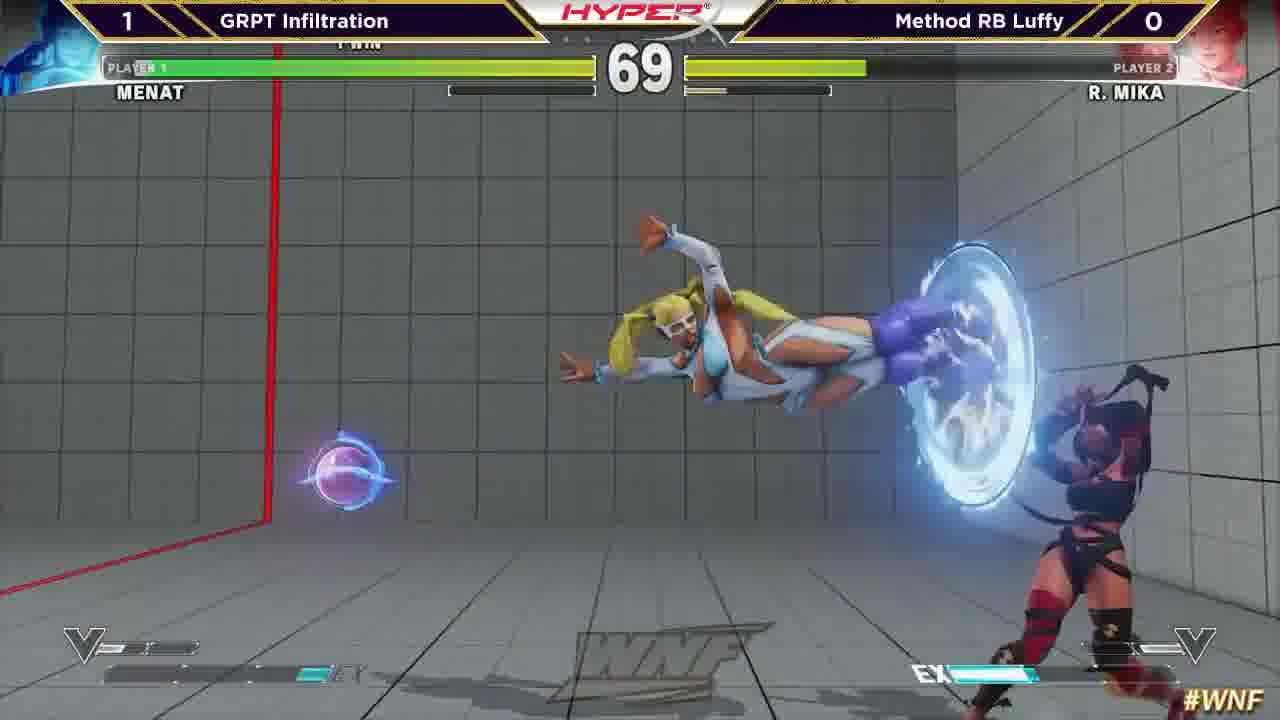 1 GRPT Infiltration
HYPERX
Method RB Luffy 0
1 WIN
PLAYER 1
69
PLAYER 2
MENAT
R. MIKA
WNF
V
EX
EX
V
#WNF